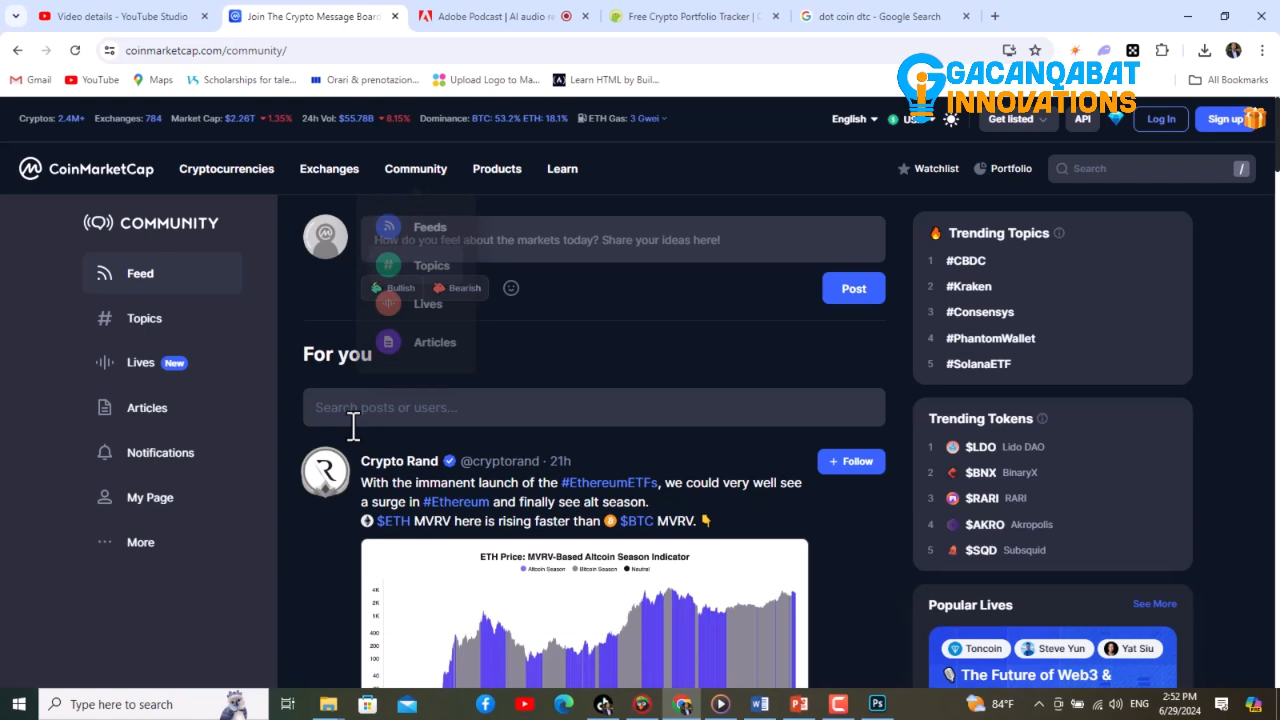 YouTube Studio
Join The Crypto Message Board
Adobe Podcast | AI audio re
Free Crypto Portfolio Tracker | C
dot coin dtc - Google Search
coinmarketcap.com/community/
Gmail
YouTube
Maps
Scholarships for tale...
Orari & prenotazion...
Upload Logo to Ma...
Learn HTML by Buil...
All Bookmarks
GACANQABAT
INNOVATIONS
Cryptos: 2.4M+ Exchanges: 784 Market Cap: $2.26T 1.35% 24h Vol: $55.78B 8.15% Dominance: BTC: 53.2% ETH: 18.1% ETH Gas: 3 Gwei
English
Get listed
API
Log In
Sign up
CoinMarketCap
Cryptocurrencies
Exchanges
Community
Products
Learn
Watchlist
Portfolio
Search
/
COMMUNITY
Feed
Topics
Lives New
Articles
Notifications
My Page
More
Feeds
Topics
Lives
Articles
How do you feel about the markets today? Share your ideas here!
Bullish
Bearish
Post
For you
Search posts or users...
Crypto Rand @cryptorand · 21h
+ Follow
With the immanent launch of the #EthereumETFs, we could very well see
a surge in #Ethereum and finally see alt season.
$ETH MVRV here is rising faster than $BTC MVRV.
ETH Price: MVRV-Based Altcoin Season Indicator
Altcoin Season Bitcoin Season Neutral
4K
2K
1K
400
200
100
40
Trending Topics
1 #CBDC
2 #Kraken
3 #Consensys
4 #PhantomWallet
5 #SolanaETF
Trending Tokens
1 $LDO Lido DAO
2 $BNX BinaryX
3 $RARI RARI
4 $AKRO Akropolis
5 $SQD Subsquid
Popular Lives
See More
Toncoin
Steve Yun
Yat Siu
The Future of Web3 &
Type here to search
84°F
ENG
2:52 PM
6/29/2024